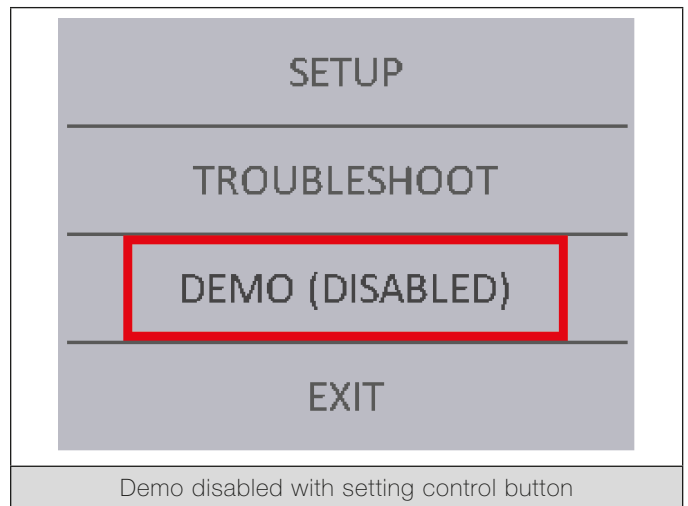 SETUP
TROUBLESHOOT
DEMO (DISABLED)
EXIT
Demo disabled with setting control button